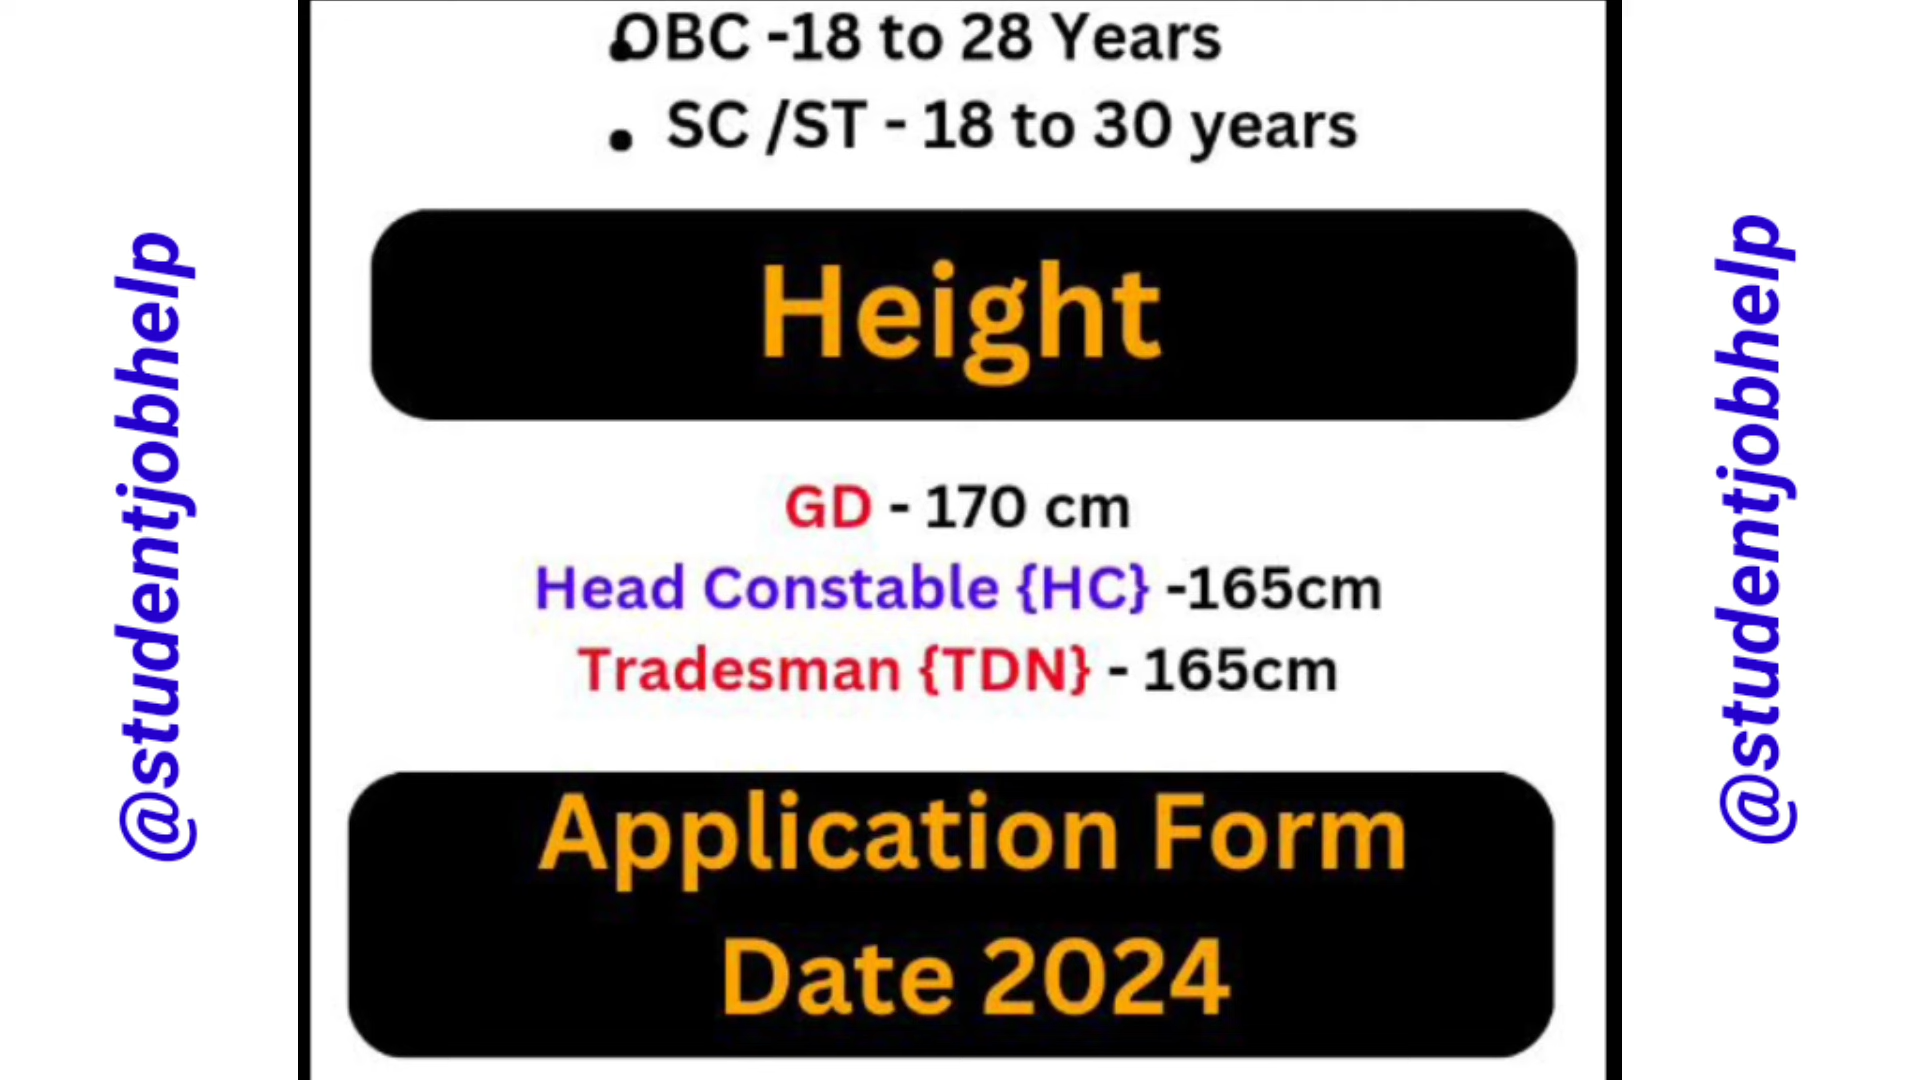 OBC -18 to 28 Years
• SC /ST - 18 to 30 years
Height
GD - 170 cm
Head Constable {HC} -165cm
Tradesman {TDN} - 165cm
Application Form
Date 2024
@studentjobhelp
@studentjobhelp